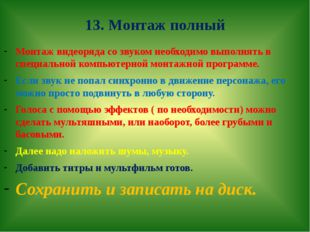 13. Монтаж полный
- Монтаж видеоряда со звуком необходимо выполнять в
специальной компьютерной монтажной программе.
- Если звук не попал синхронно в движение персонажа, его
можно просто подвинуть в любую сторону.
- Голоса с помощью эффектов ( по необходимости) можно
сделать мультяшными, или наоборот, более грубыми и
басовыми.
- Далее надо наложить шумы, музыку.
- Добавить титры и мультфильм готов.
- Сохранить и записать на диск.